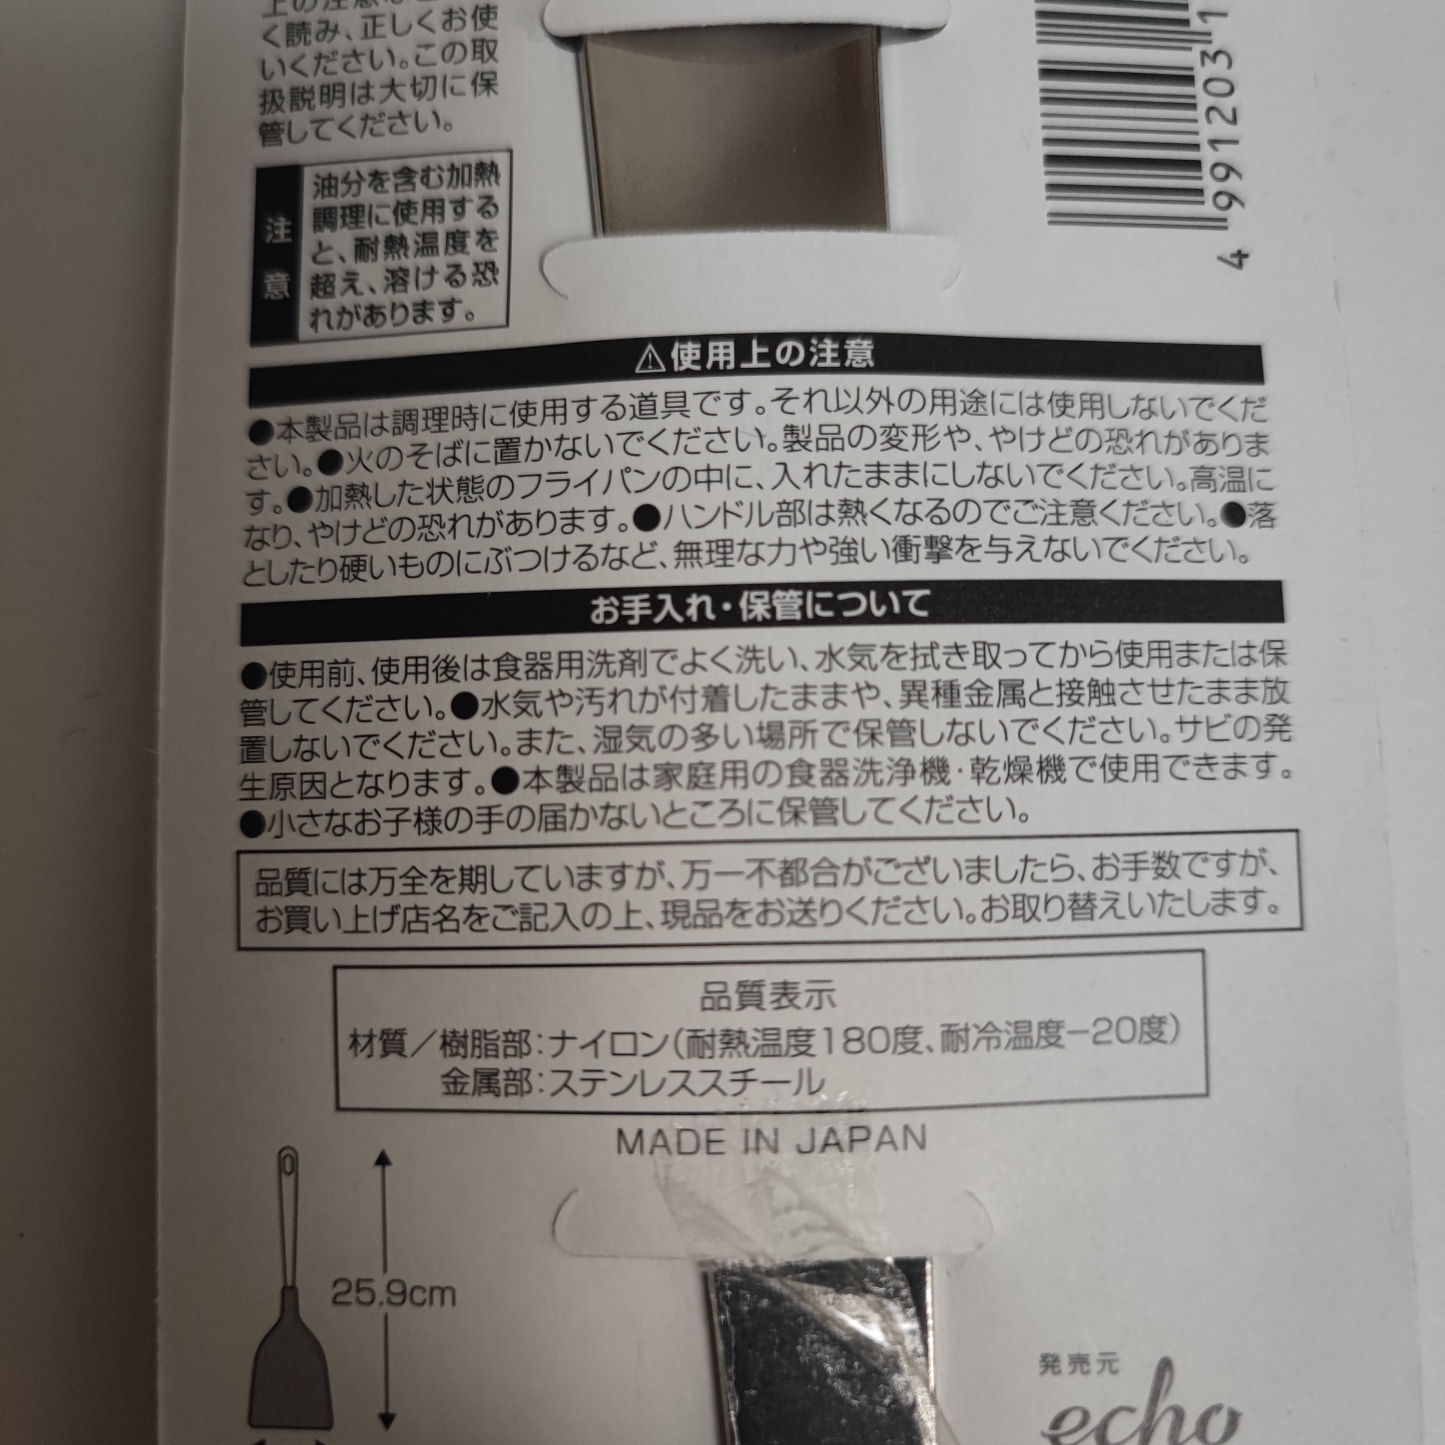 く読み、正しくお使
いください。この取
扱説明は大切に保
管してください。
注意
油分を含む加熱
調理に使用する
と、耐熱温度を
超え、溶ける恐
れがあります。
49912031
⚠使用上の注意
●本製品は調理時に使用する道具です。それ以外の用途には使用しないでくだ
さい。●火のそばに置かないでください。製品の変形や、やけどの恐れがありま
す。●加熱した状態のフライパンの中に、入れたままにしないでください。高温に
なり、やけどの恐れがあります。●ハンドル部は熱くなるのでご注意ください。●落
としたり硬いものにぶつけるなど、無理な力や強い衝撃を与えないでください。
お手入れ・保管について
●使用前、使用後は食器用洗剤でよく洗い、水気を拭き取ってから使用または保
管してください。●水気や汚れが付着したままや、異種金属と接触させたまま放
置しないでください。また、湿気の多い場所で保管しないでください。サビの発
生原因となります。●本製品は家庭用の食器洗浄機・乾燥機で使用できます。
●小さなお子様の手の届かないところに保管してください。
品質には万全を期していますが、万一不都合がございましたら、お手数ですが、
お買い上げ店名をご記入の上、現品をお送りください。お取り替えいたします。
品質表示
材質／樹脂部：ナイロン（耐熱温度180度、耐冷温度−20度）
金属部：ステンレススチール
MADE IN JAPAN
25.9cm
発売元
echo